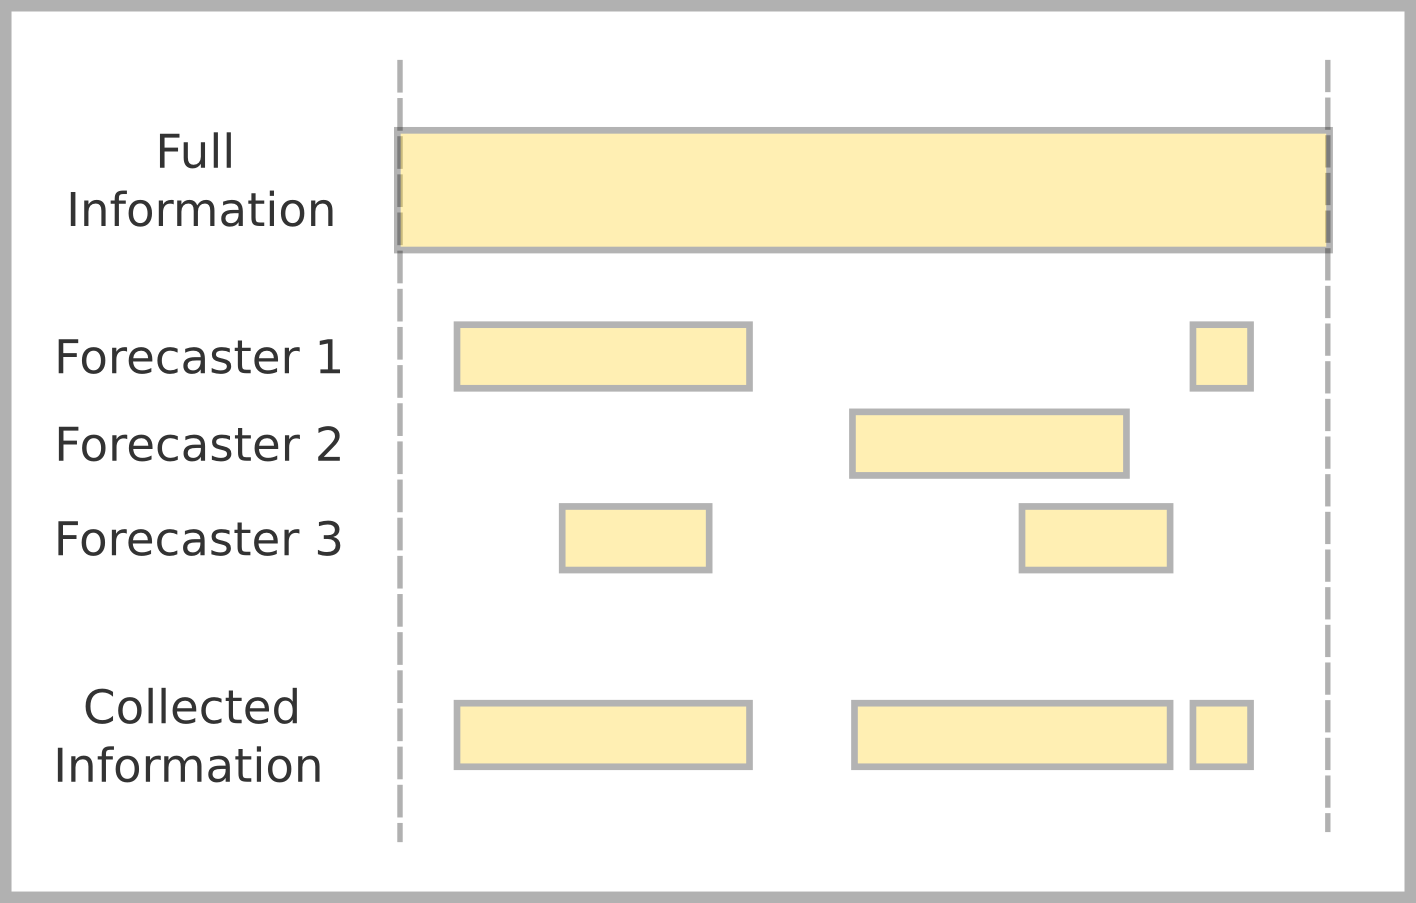 Full
Information
Forecaster 1
Forecaster 2
Forecaster 3
Collected
Information